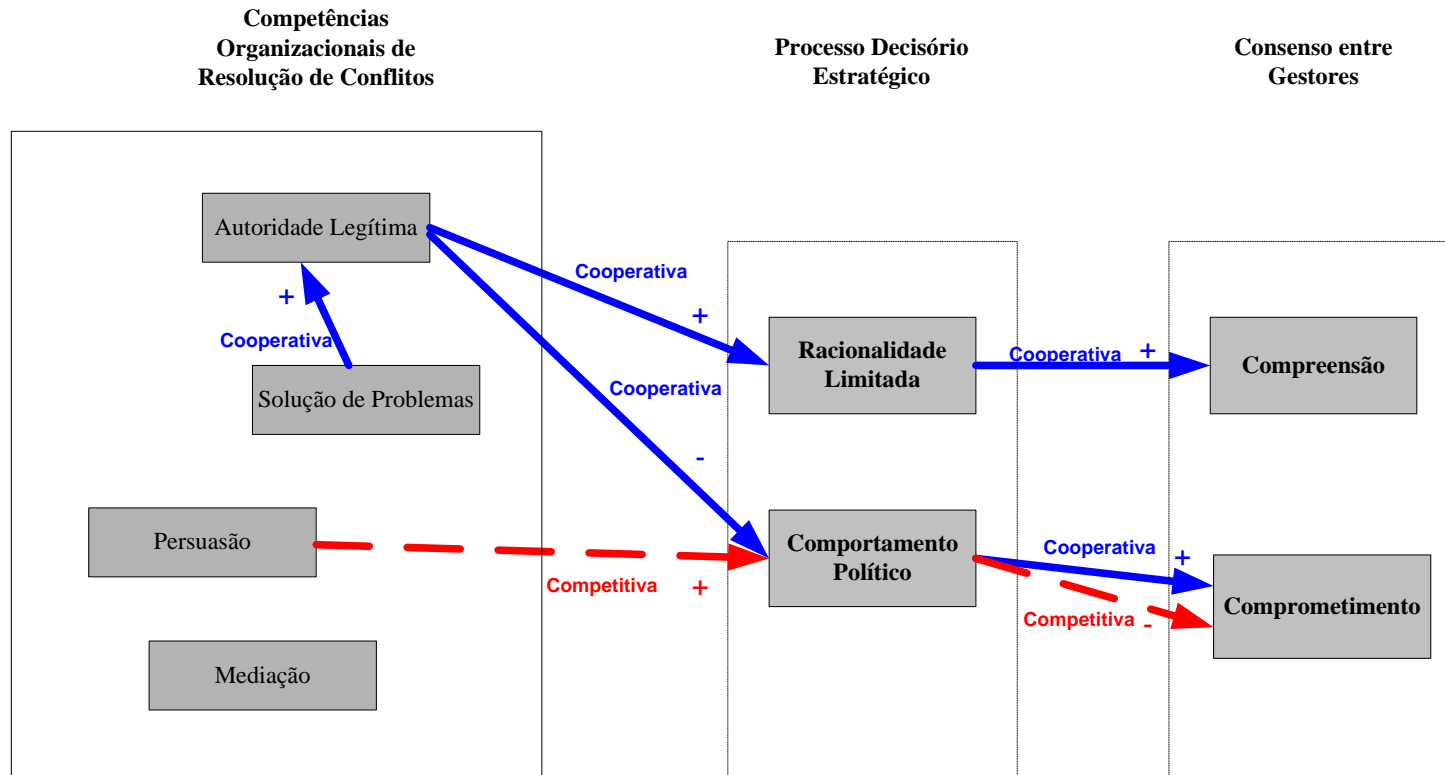 Competências
Organizacionais de
Resolução de Conflitos
Processo Decisório
Estratégico
Consenso entre
Gestores
Autoridade Legítima
+
Cooperativa
Solução de Problemas
Persuasão
Mediação
Cooperativa
+
Cooperativa
-
Competitiva
+
Racionalidade
Limitada
Comportamento
Político
Cooperativa
+
Cooperativa
+
Competitiva
-
Compreensão
Comprometimento